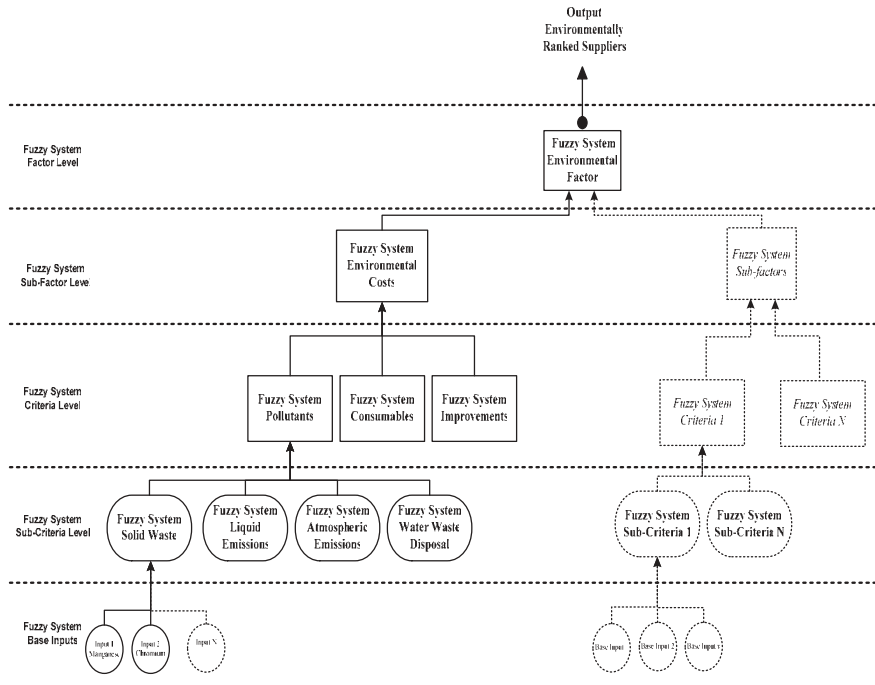 Output
Environmentally
Ranked Suppliers
Fuzzy System
Factor Level
Fuzzy System
Environmental
Factor
Fuzzy System
Sub-Factor Level
Fuzzy System
Environmental
Costs
Fuzzy System
Sub-factors
Fuzzy System
Criteria Level
Fuzzy System
Pollutants
Fuzzy System
Consumables
Fuzzy System
Improvements
Fuzzy System
Criteria 1
Fuzzy System
Criteria N
Fuzzy System
Sub-Criteria Level
Fuzzy System
Solid Waste
Fuzzy System
Liquid
Emissions
Fuzzy System
Atmospheric
Emissions
Fuzzy System
Water Waste
Disposal
Fuzzy System
Sub-Criteria 1
Fuzzy System
Sub-Criteria N
Fuzzy System
Base Inputs
Input 1
Manganese
Input 2
Chromium
Input N
Base Input
Base Input 2
Base Input